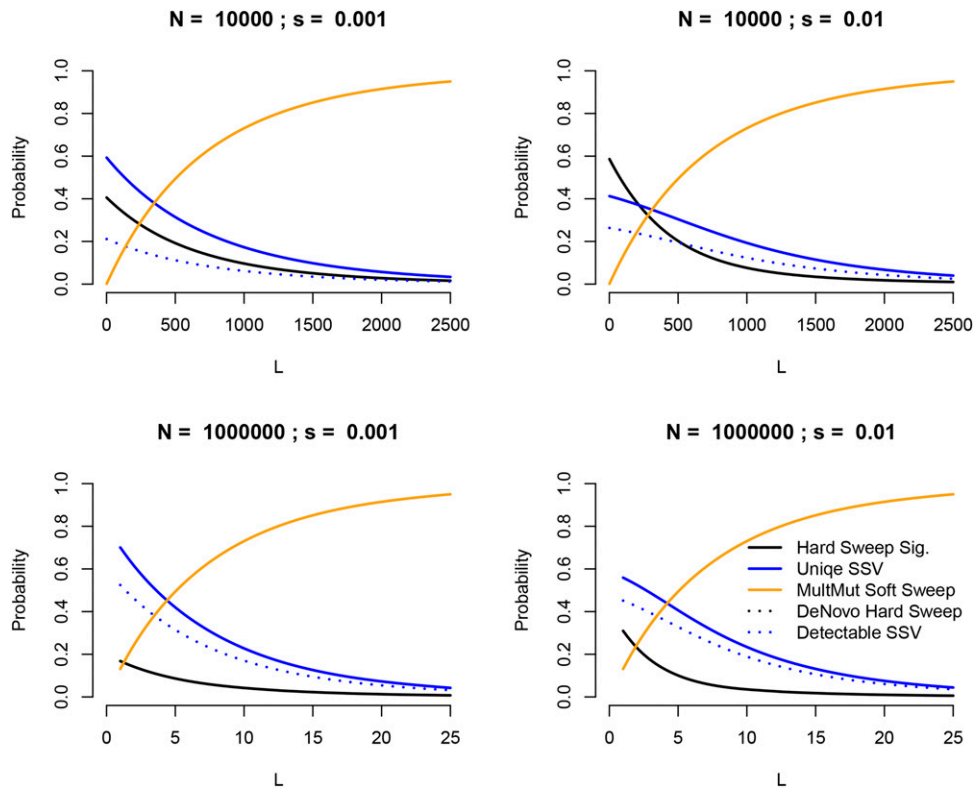 N = 10000 ; s = 0.001
Probability
0.0 0.2 0.4 0.6 0.8 1.0
0 500 1000 1500 2000 2500
L
N = 10000 ; s = 0.01
Probability
0.0 0.2 0.4 0.6 0.8 1.0
0 500 1000 1500 2000 2500
L
N = 1000000 ; s = 0.001
Probability
0.0 0.2 0.4 0.6 0.8 1.0
0 5 10 15 20 25
L
N = 1000000 ; s = 0.01
Probability
0.0 0.2 0.4 0.6 0.8 1.0
Hard Sweep Sig.
Uniqe SSV
MultMut Soft Sweep
DeNovo Hard Sweep
Detectable SSV
0 5 10 15 20 25
L